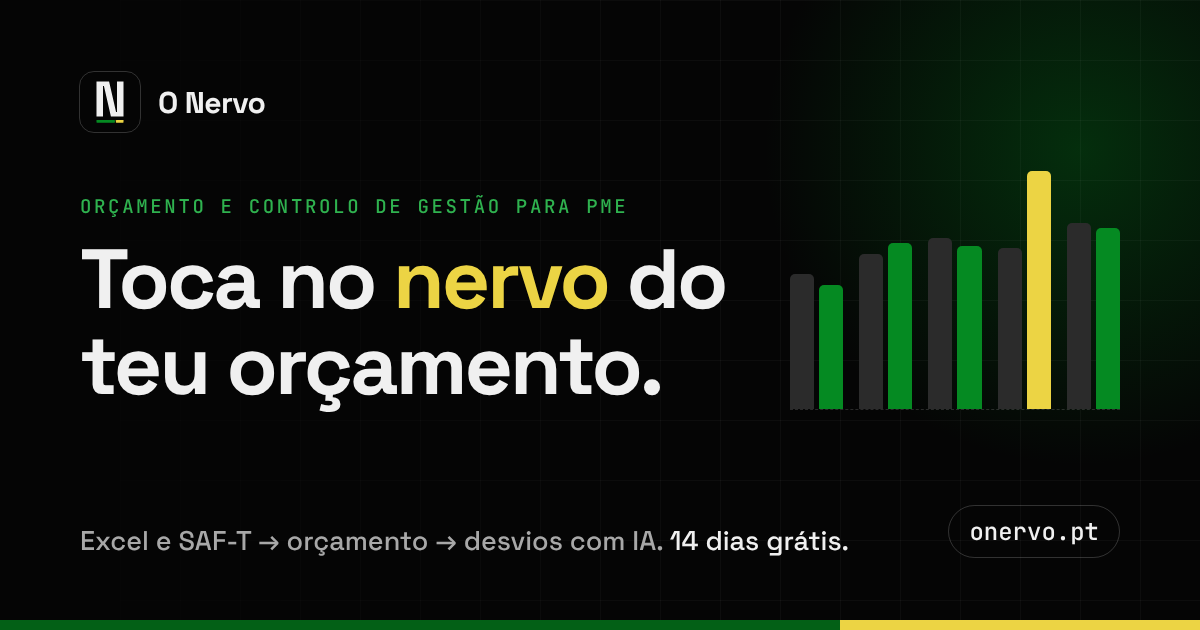 N
O Nervo
ORÇAMENTO E CONTROLO DE GESTÃO PARA PME
Toca no nervo do
teu orçamento.
Excel e SAF-T → orçamento → desvios com IA. 14 dias grátis.
onervo.pt